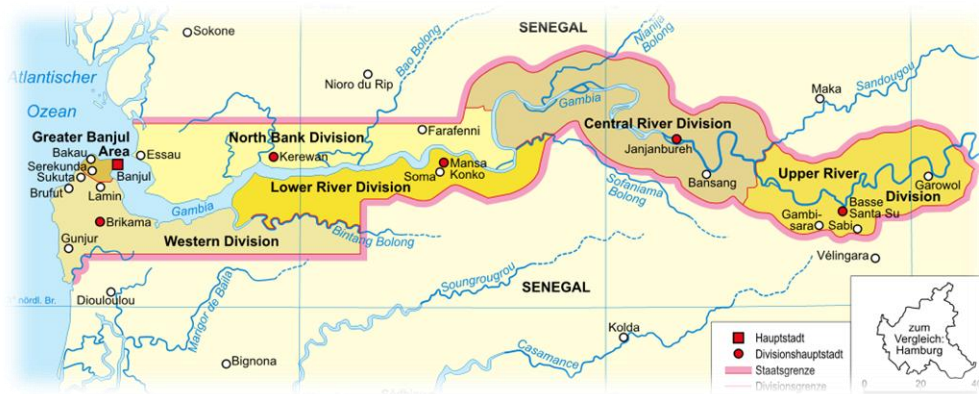 Sokone
SENEGAL
Nianija
Bolong
Bao Bolong
Nioro du Rip
Atlantischer
Ozean
Maka
Sandougou
Gambia
Greater Banjul
Area
Bakau
Serekunda
Sukuta
Brufut
Lamin
Banjul
Essau
North Bank Division
Kerewan
Farafenni
Central River Division
Janjanbureh
Mansa
Konko
Soma
Lower River Division
Bansang
Upper River
Division
Garowol
Basse
Santa Su
Gambi-
sara
Sabi
Sofaniama
Bolong
Gambia
Brikama
Gunjur
Western Division
Bintang Bolong
Vélingara
° nördl. Br.
Diouloulou
Mangor de Baila
Soungrougrou
SENEGAL
Kolda
Casamance
Bignona
Hauptstadt
Divisionshauptstadt
Staatsgrenze
Divisionsgrenze
zum
Vergleich:
Hamburg
0 20 40